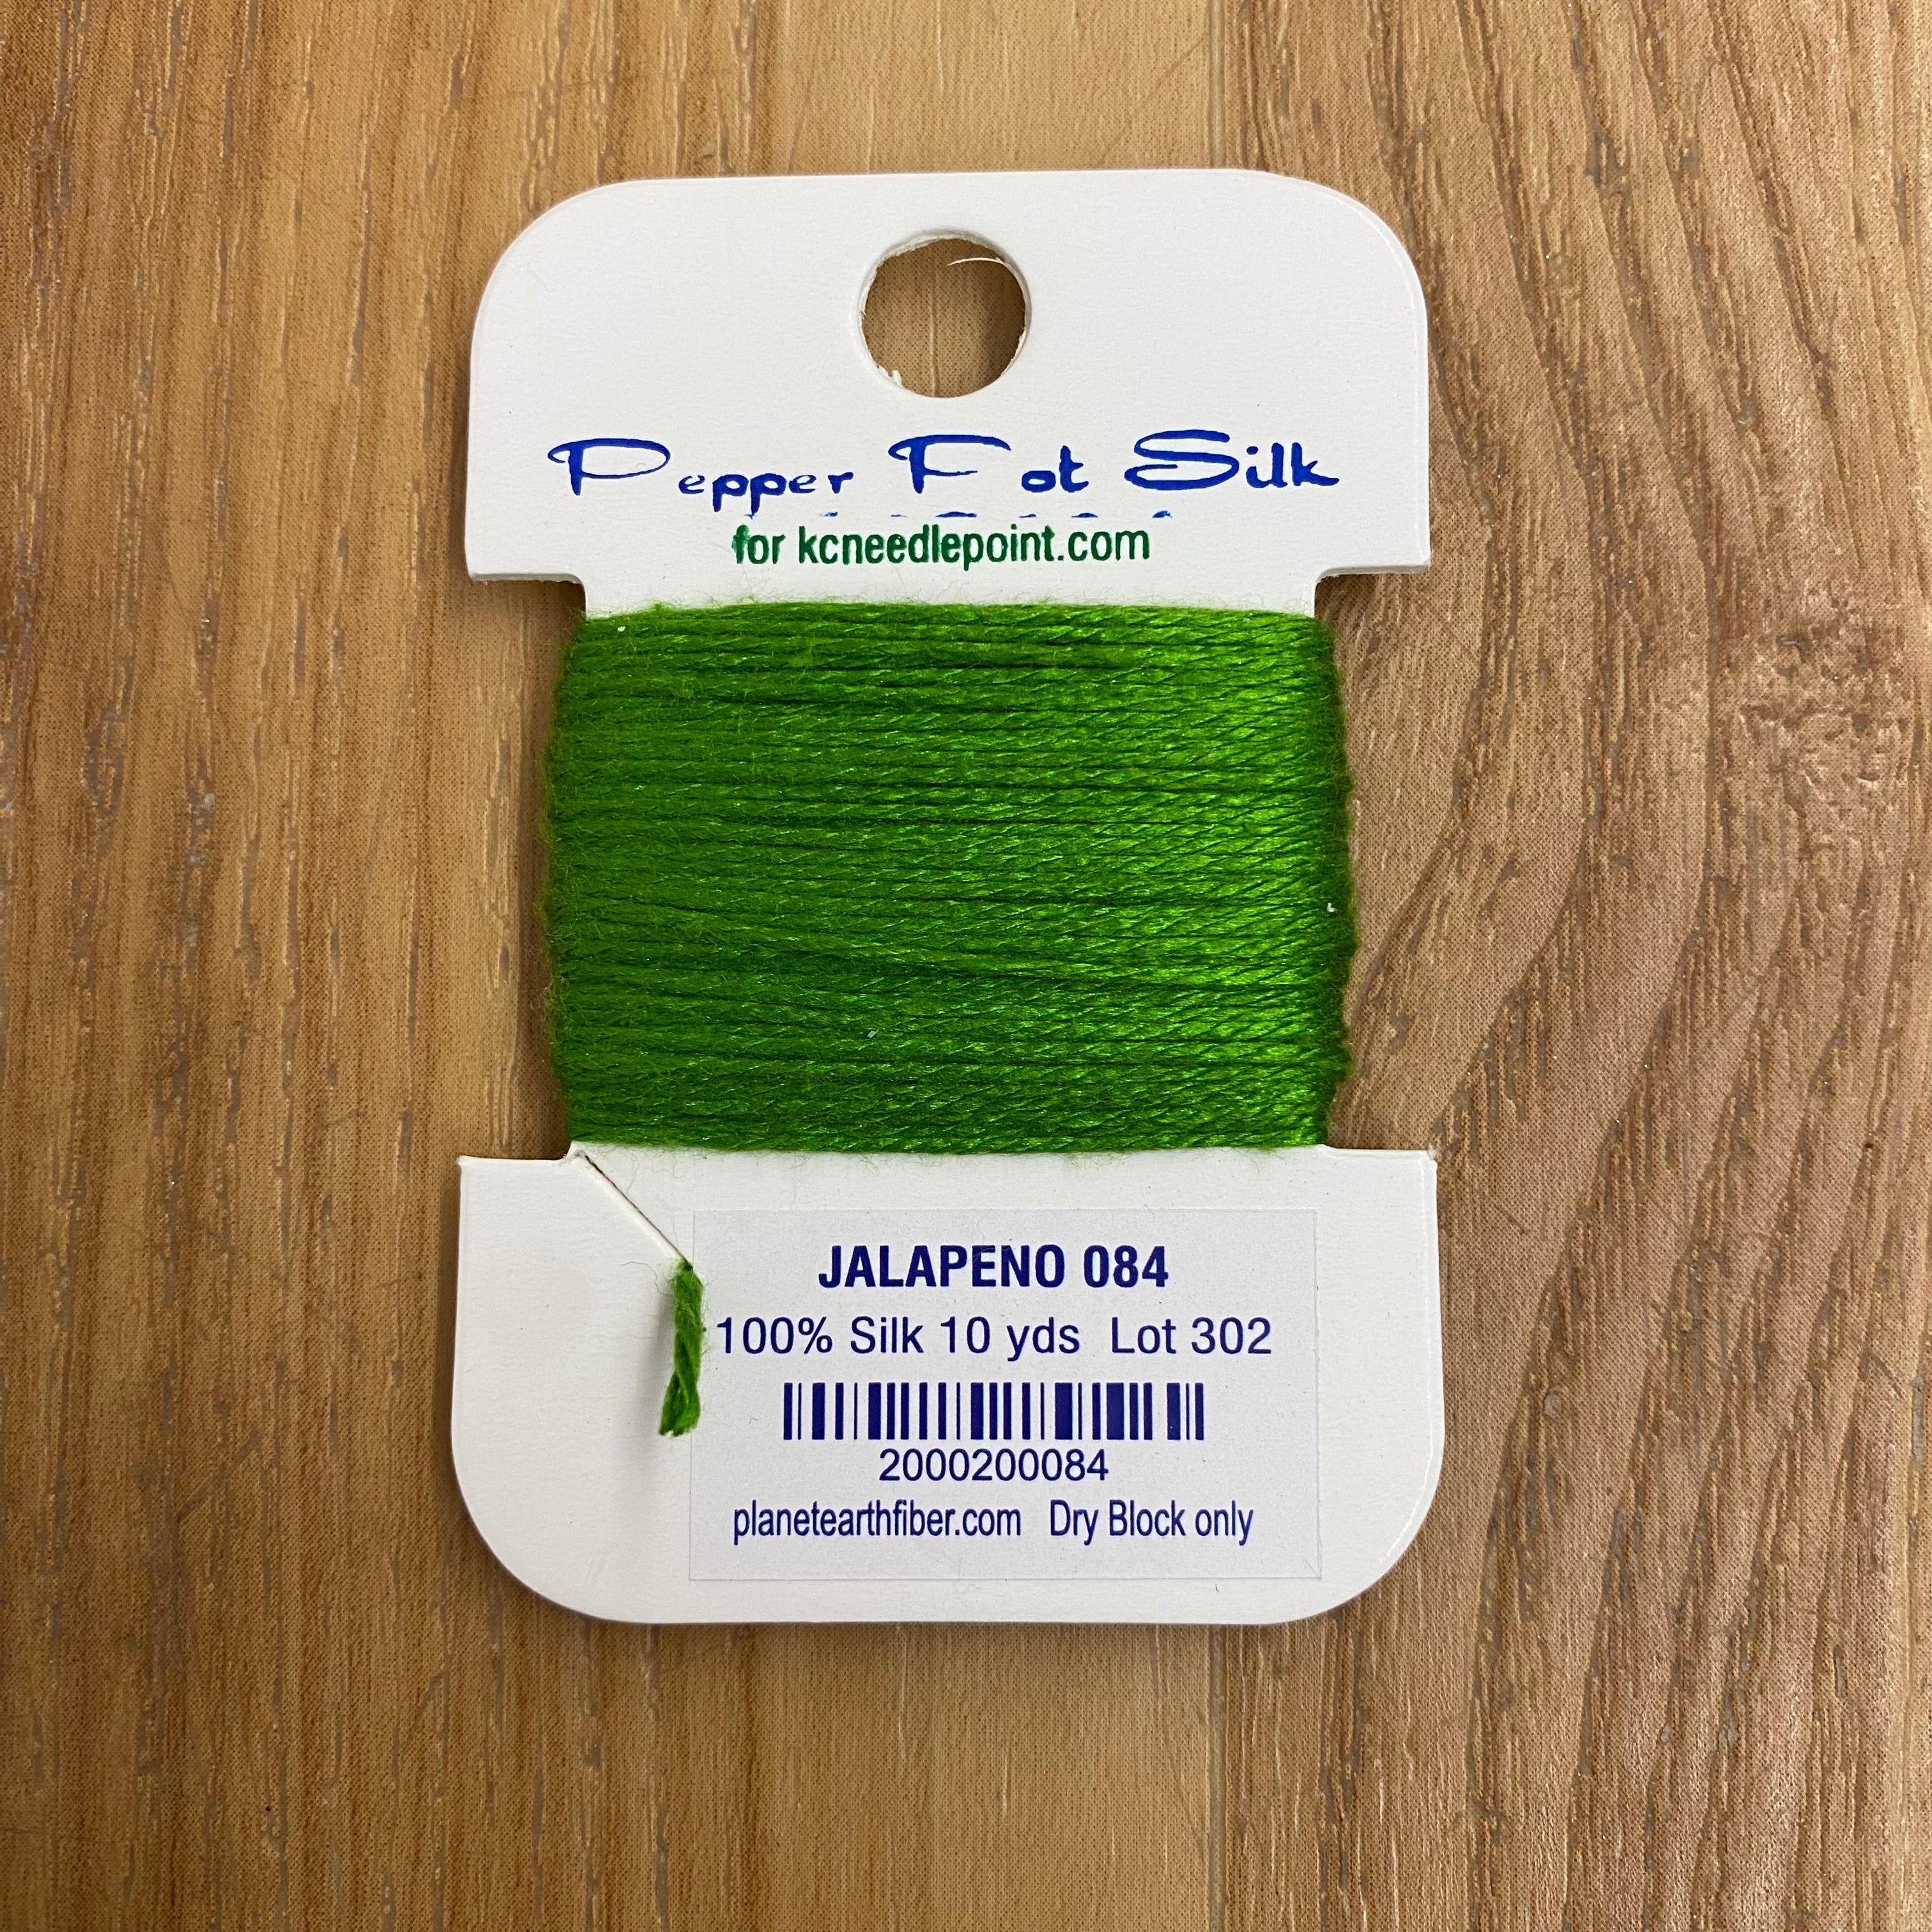 Pepper Pot Silk
for kcneedlepoint.com
JALAPENO 084
100% Silk 10 yds Lot 302
2000200084
planetearthfiber.com Dry Block only